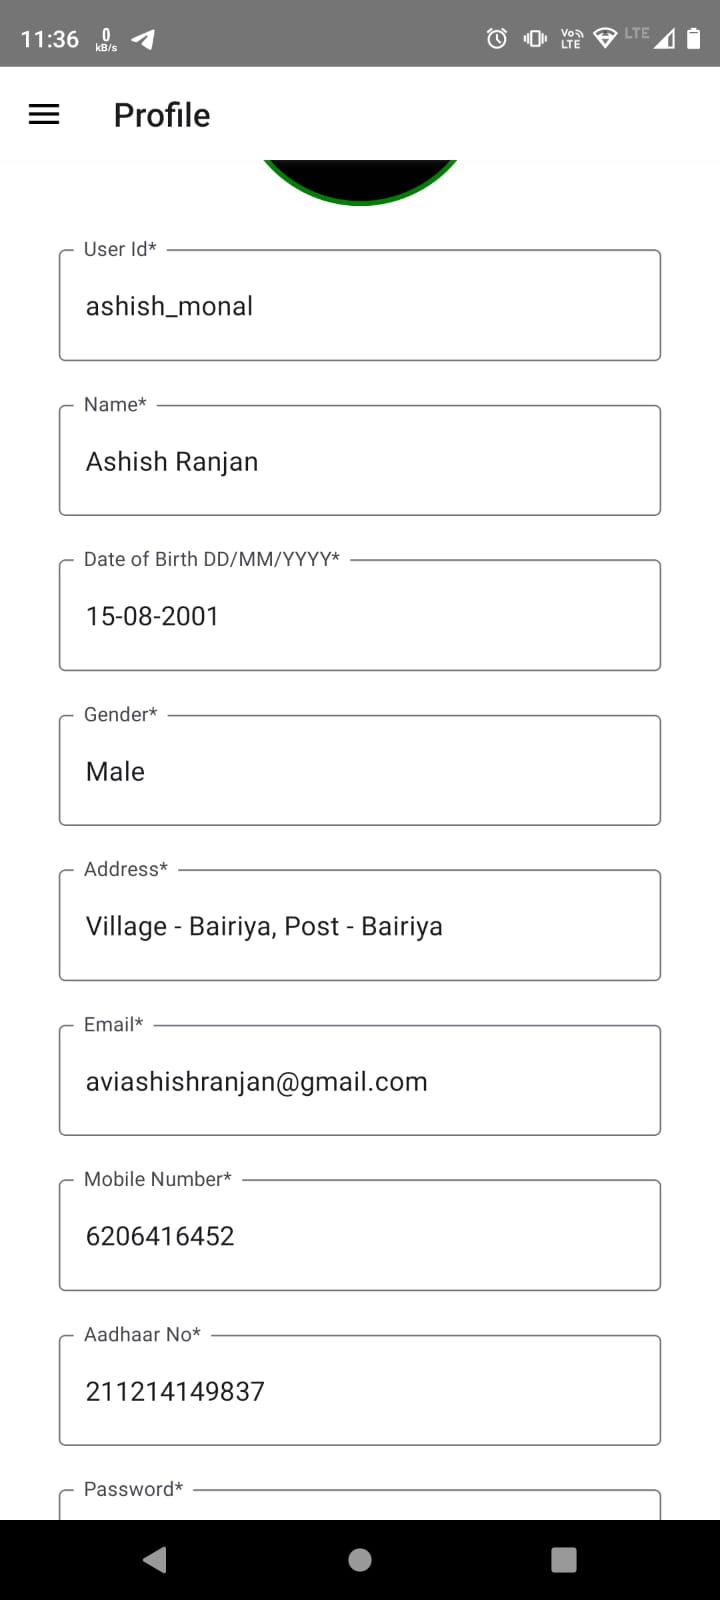 11:36 0 kB/s Vo LTE LTE
Profile
User Id*
ashish_monal
Name*
Ashish Ranjan
Date of Birth DD/MM/YYYY*
15-08-2001
Gender*
Male
Address*
Village - Bairiya, Post - Bairiya
Email*
aviashishranjan@gmail.com
Mobile Number*
6206416452
Aadhaar No*
211214149837
Password*